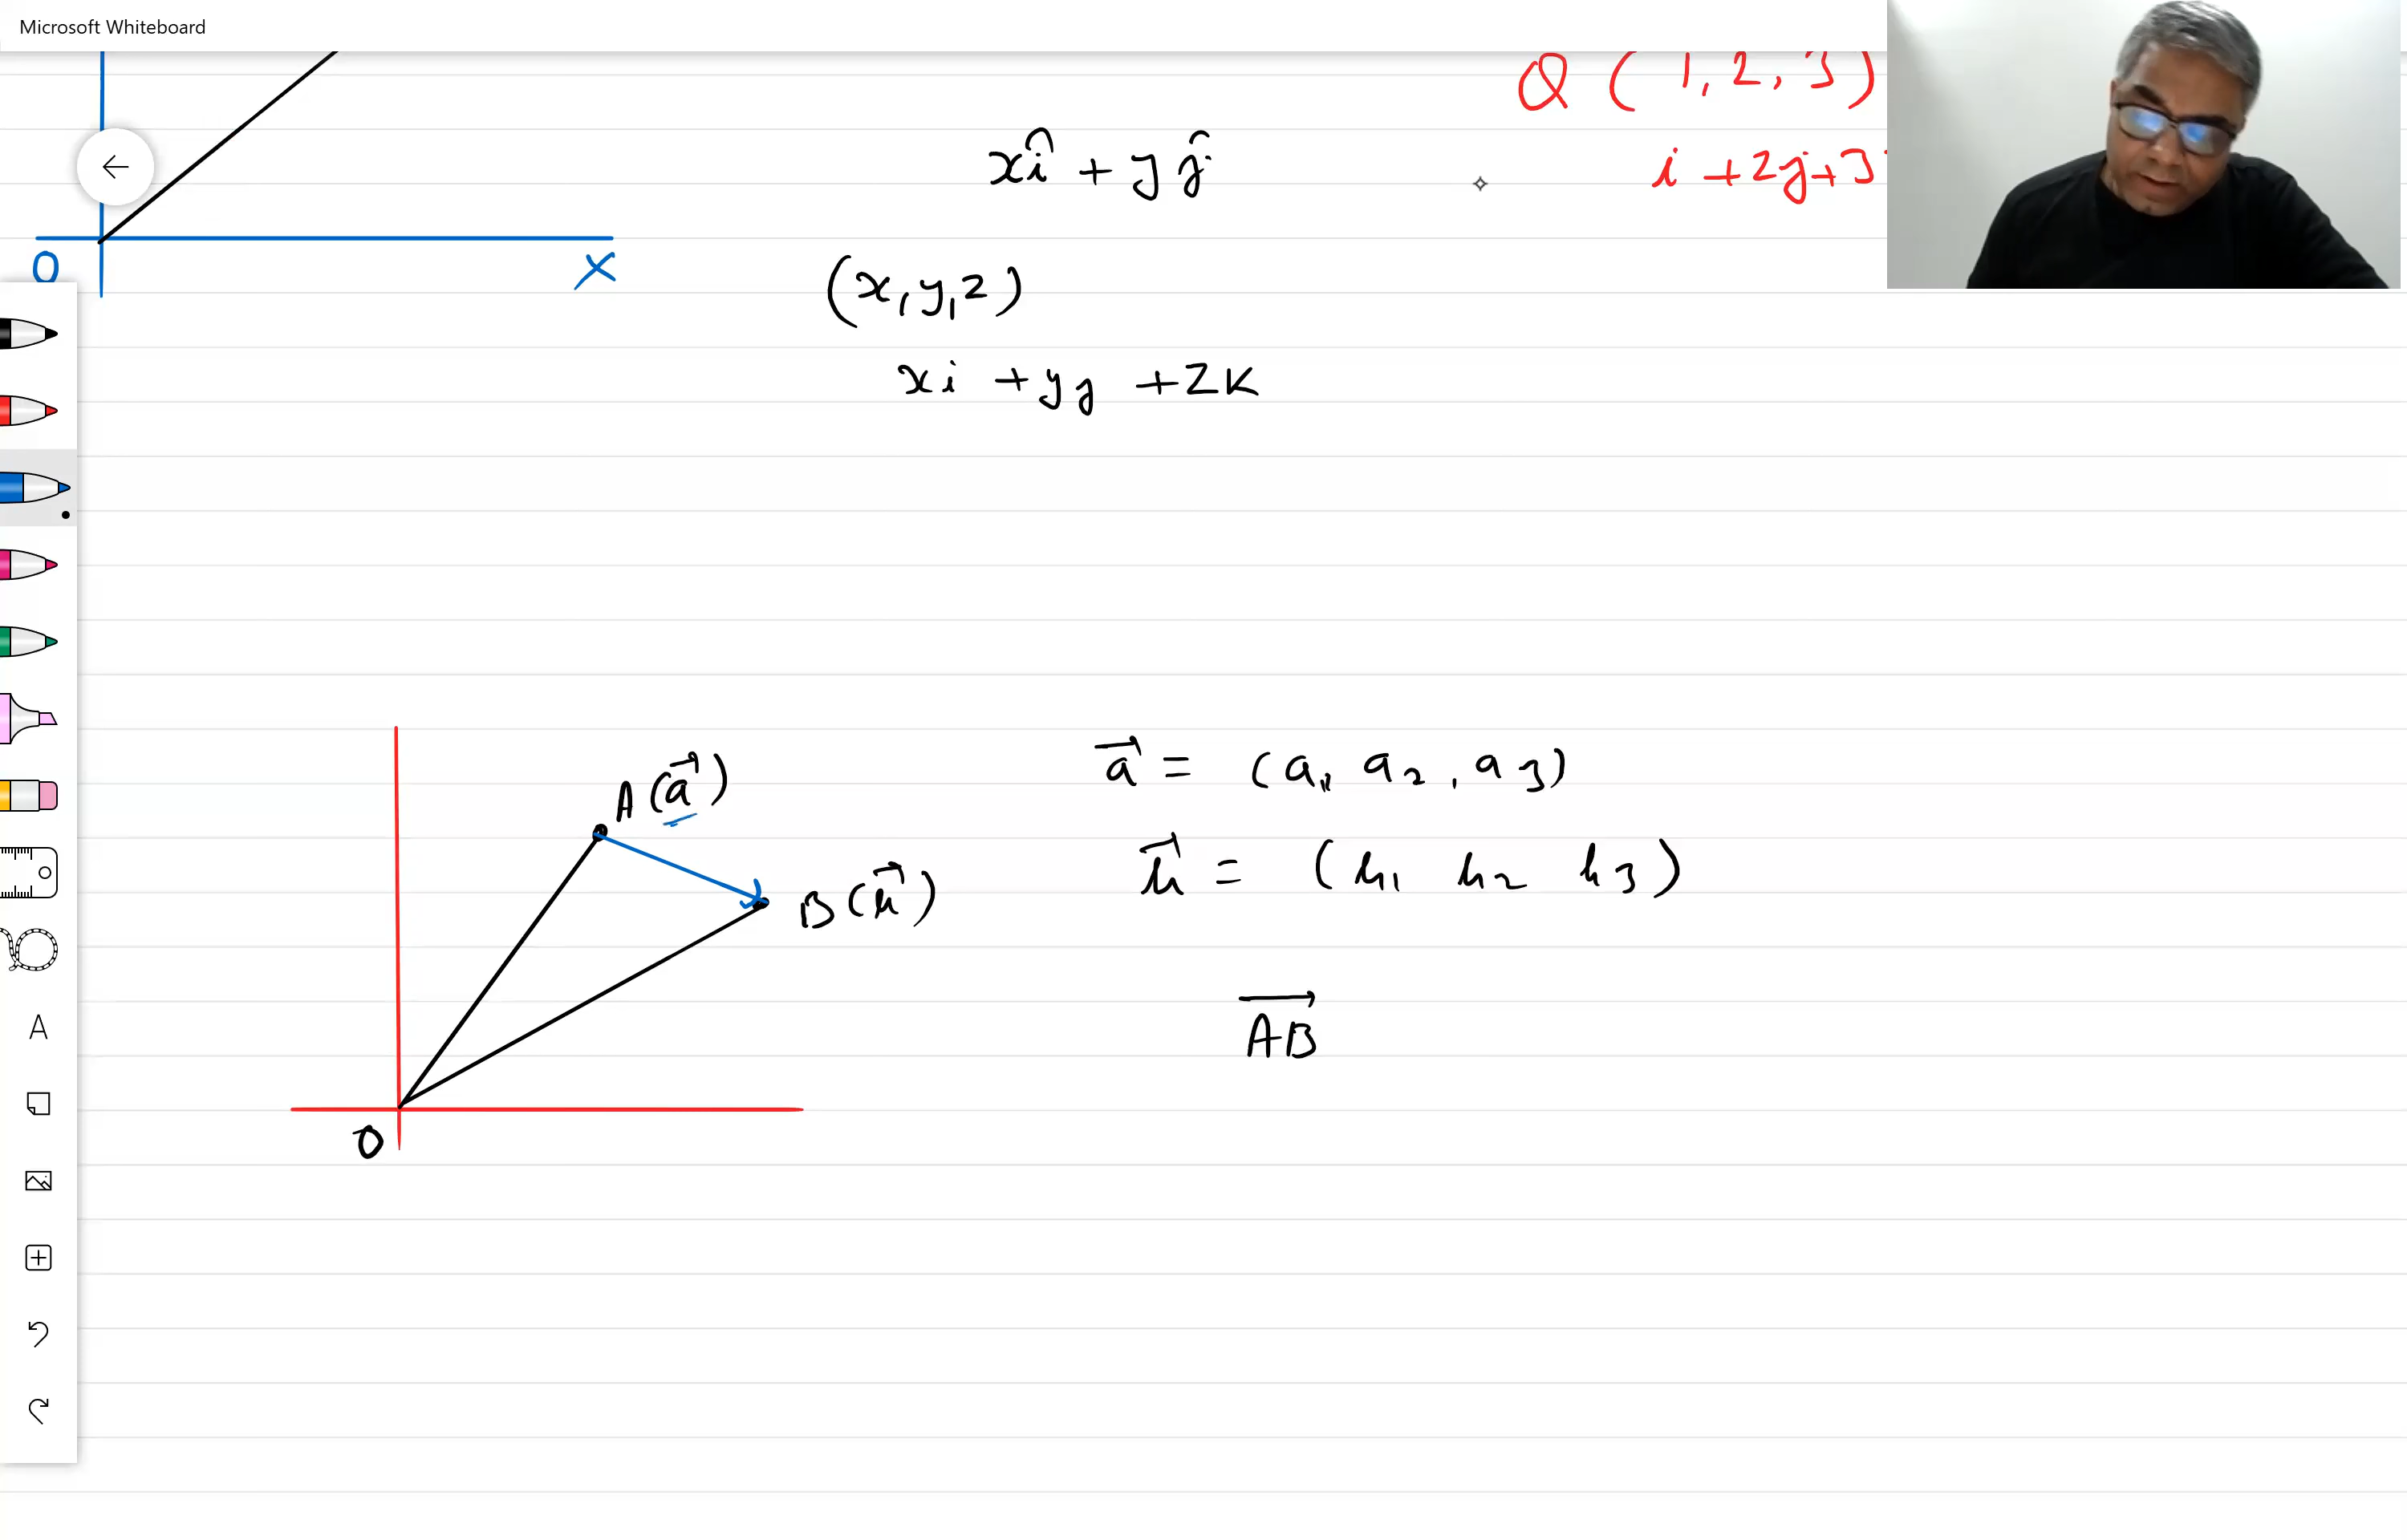 Microsoft Whiteboard
Q (1, 2, 3)
xî + yĵ
i + 2j + 3
O
X
(x, y, z)
xi + yj + zk
A(a⃗)
a⃗ = (a₁, a₂, a₃)
B(b⃗)
b⃗ = (b₁ b₂ b₃)
AB⃗
O
A